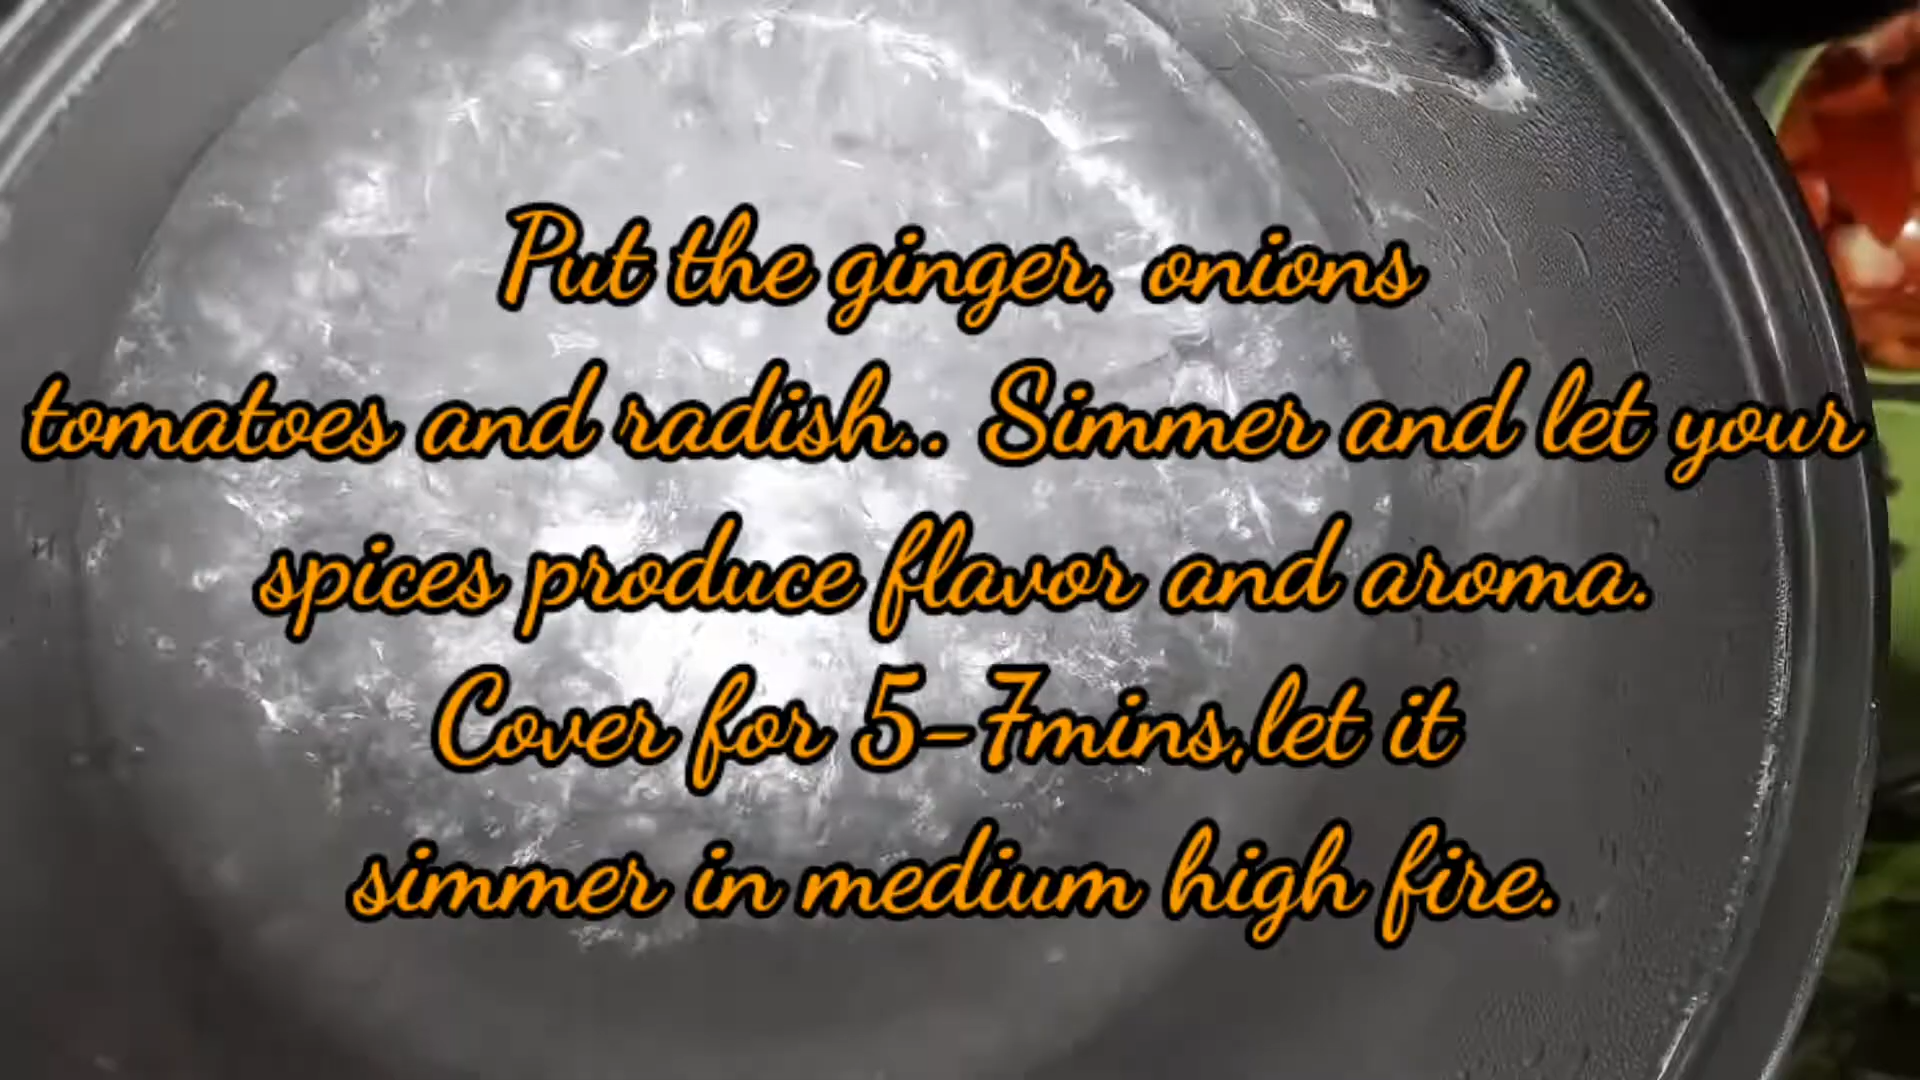 Put the ginger, onions
tomatoes and radish.. Simmer and let your
spices produce flavor and aroma.
Cover for 5-7mins,let it
simmer in medium high fire.